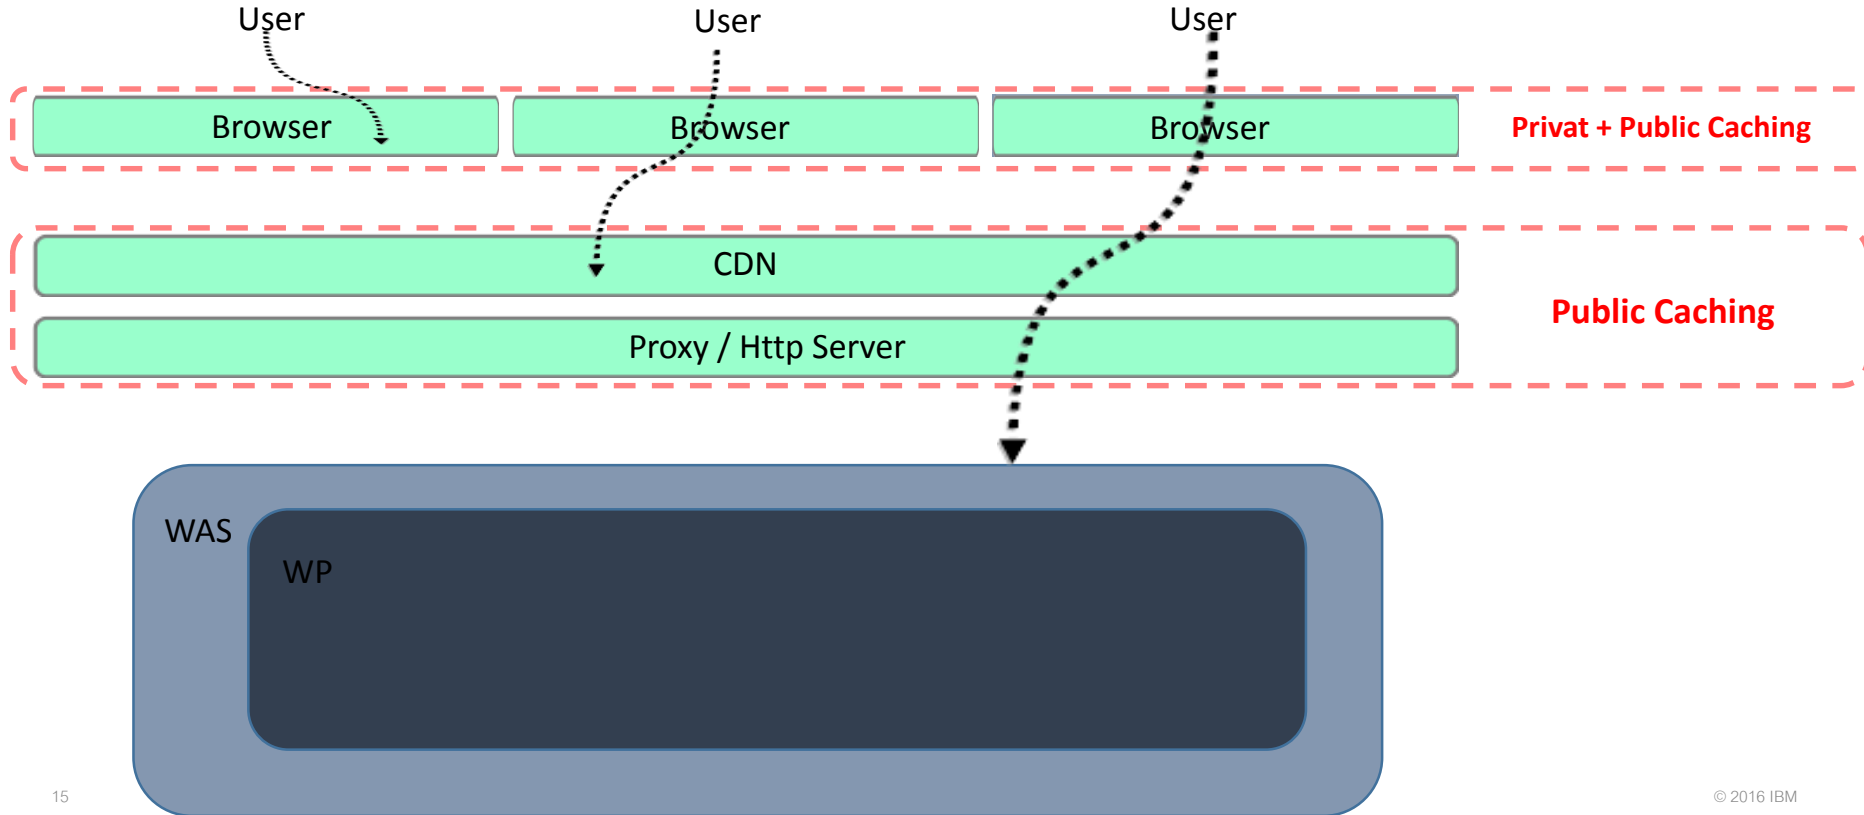 User
User
User
Browser
Browser
Browser
Privat + Public Caching
CDN
Public Caching
Proxy / Http Server
WAS
WP
15
© 2016 IBM